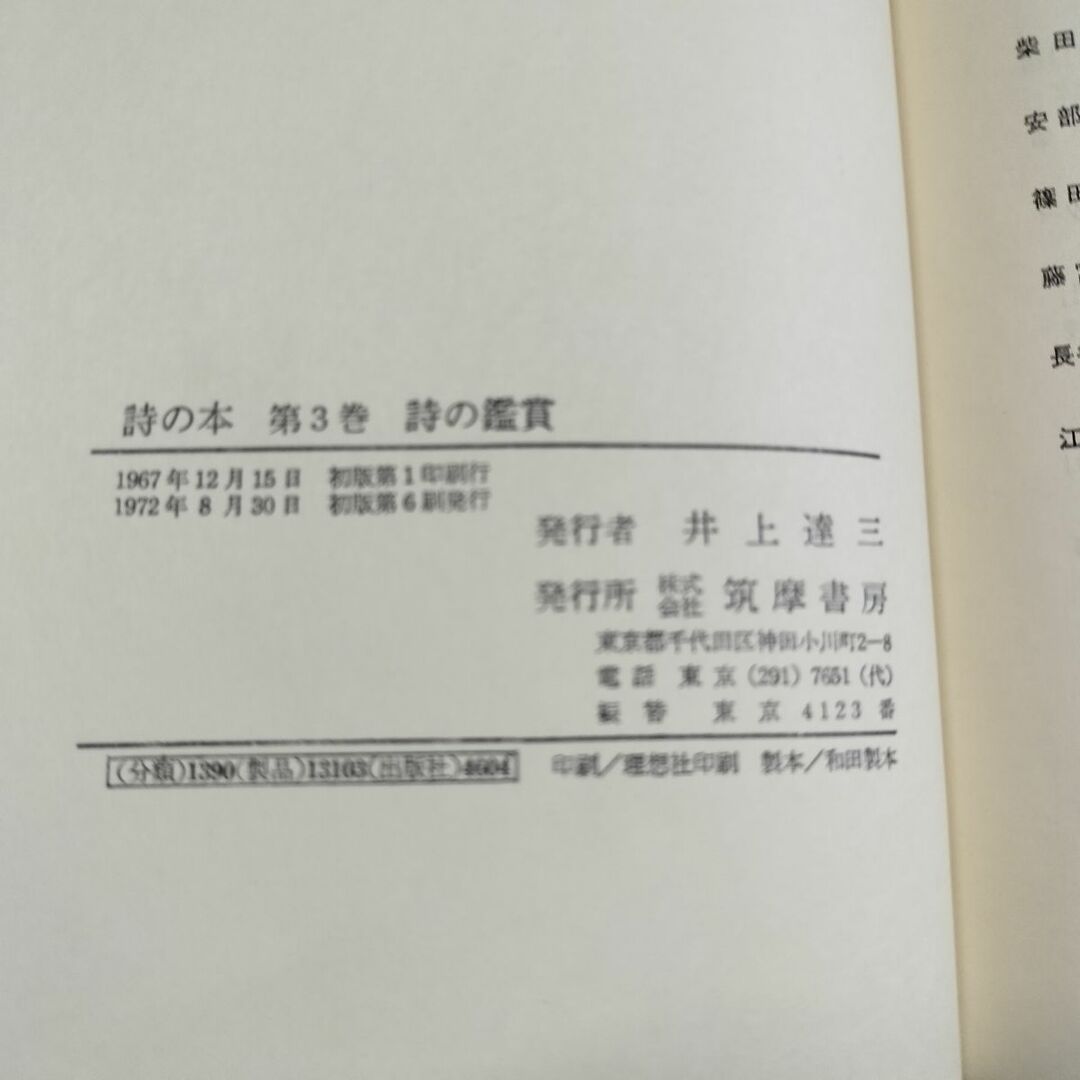 詩の本 第3巻 詩の鑑賞
1967年12月15日 初版第1印刷行
1972年8月30日 初版第6刷発行
発行者 井上達三
発行所 株式会社 筑摩書房
東京都千代田区神田小川町2-8
電話 東京(291)7651(代)
振替 東京4123番
(分類)1390(製品)13103(出版社)4604
印刷/理想社印刷 製本/和田製本
柴田
安部
篠田
藤
長
江